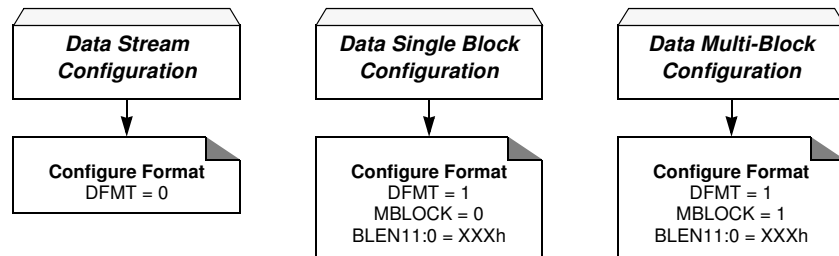 Data Stream
Configuration
Configure Format
DFMT = 0
Data Single Block
Configuration
Configure Format
DFMT = 1
MBLOCK = 0
BLEN11:0 = XXXh
Data Multi-Block
Configuration
Configure Format
DFMT = 1
MBLOCK = 1
BLEN11:0 = XXXh